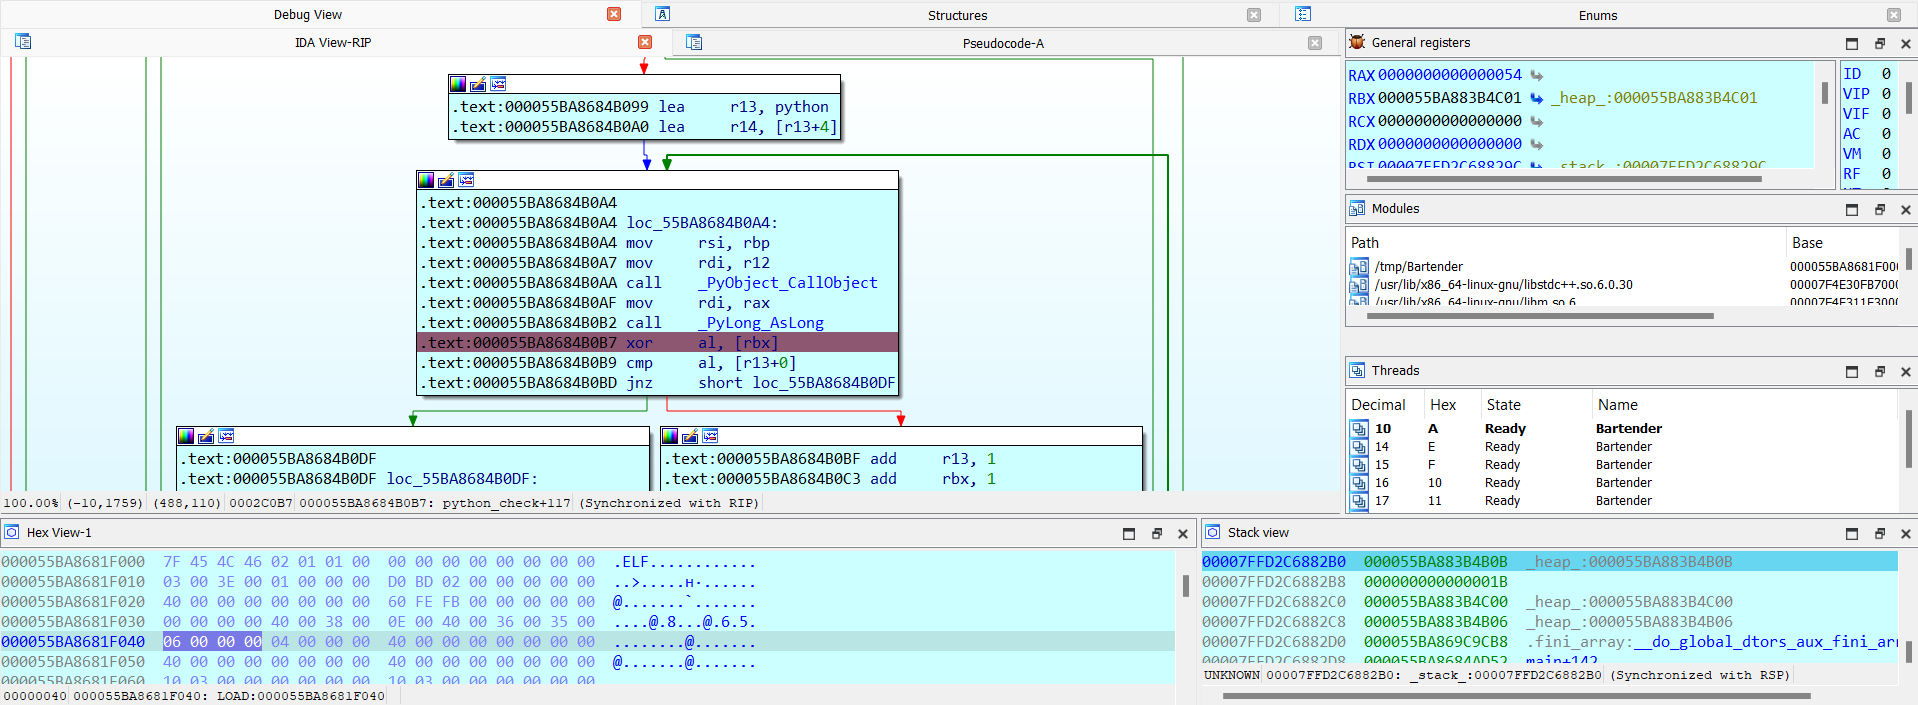 Debug View
Structures
Enums
IDA View-RIP
Pseudocode-A
.text:000055BA8684B099 lea r13, python
.text:000055BA8684B0A0 lea r14, [r13+4]
.text:000055BA8684B0A4
.text:000055BA8684B0A4 loc_55BA8684B0A4:
.text:000055BA8684B0A4 mov rsi, rbp
.text:000055BA8684B0A7 mov rdi, r12
.text:000055BA8684B0AA call _PyObject_CallObject
.text:000055BA8684B0AF mov rdi, rax
.text:000055BA8684B0B2 call _PyLong_AsLong
.text:000055BA8684B0B7 xor al, [rbx]
.text:000055BA8684B0B9 cmp al, [r13+0]
.text:000055BA8684B0BD jnz short loc_55BA8684B0DF
.text:000055BA8684B0DF
.text:000055BA8684B0DF loc_55BA8684B0DF:
.text:000055BA8684B0BF add r13, 1
.text:000055BA8684B0C3 add rbx, 1
100.00% (-10,1759) (488,110) 0002C0B7 000055BA8684B0B7: python_check+117 (Synchronized with RIP)
General registers
RAX 0000000000000054
RBX 000055BA883B4C01 _heap_:000055BA883B4C01
RCX 0000000000000000
RDX 0000000000000000
RSI 00007FFD2C68829C _stack_:00007FFD2C68829C
ID 0
VIP 0
VIF 0
AC 0
VM 0
RF 0
Modules
Path Base
/tmp/Bartender 000055BA8681F000
/usr/lib/x86_64-linux-gnu/libstdc++.so.6.0.30 00007F4E30FB7000
/usr/lib/x86_64-linux-gnu/libm.so.6 00007F4E311F3000
Threads
Decimal Hex State Name
10 A Ready Bartender
14 E Ready Bartender
15 F Ready Bartender
16 10 Ready Bartender
17 11 Ready Bartender
Hex View-1
000055BA8681F000 7F 45 4C 46 02 01 01 00 00 00 00 00 00 00 00 00 .ELF............
000055BA8681F010 03 00 3E 00 01 00 00 00 D0 BD 02 00 00 00 00 00 ..>.....н·......
000055BA8681F020 40 00 00 00 00 00 00 00 60 FE FB 00 00 00 00 00 @.......`.......
000055BA8681F030 00 00 00 00 40 00 38 00 0E 00 40 00 36 00 35 00 ....@.8...@.6.5.
000055BA8681F040 06 00 00 00 04 00 00 00 40 00 00 00 00 00 00 00 ........@.......
000055BA8681F050 40 00 00 00 00 00 00 00 40 00 00 00 00 00 00 00 @.......@.......
000055BA8681F060 10 03 00 00 00 00 00 00 10 03 00 00 00 00 00 00
00000040 000055BA8681F040: LOAD:000055BA8681F040
Stack view
00007FFD2C6882B0 000055BA883B4B0B _heap_:000055BA883B4B0B
00007FFD2C6882B8 000000000000001B
00007FFD2C6882C0 000055BA883B4C00 _heap_:000055BA883B4C00
00007FFD2C6882C8 000055BA883B4B06 _heap_:000055BA883B4B06
00007FFD2C6882D0 000055BA869C9CB8 .fini_array:__do_global_dtors_aux_fini_arr
00007FFD2C6882D8 000055BA8684AD52 main+142
UNKNOWN 00007FFD2C6882B0: _stack_:00007FFD2C6882B0 (Synchronized with RSP)